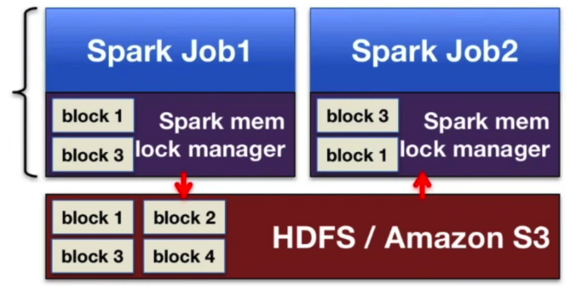 Spark Job1
Spark Job2
block 1
block 3
Spark mem
lock manager
block 3
block 1
Spark mem
lock manager
block 1
block 2
block 3
block 4
HDFS / Amazon S3